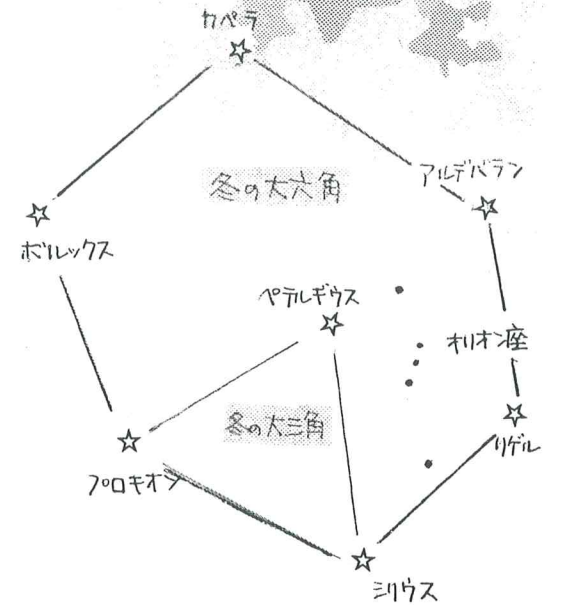 カペラ
アルデバラン
冬の大六角
ポルックス
ペテルギウス
オリオン座
冬の大三角
リゲル
プロキオン
シリウス